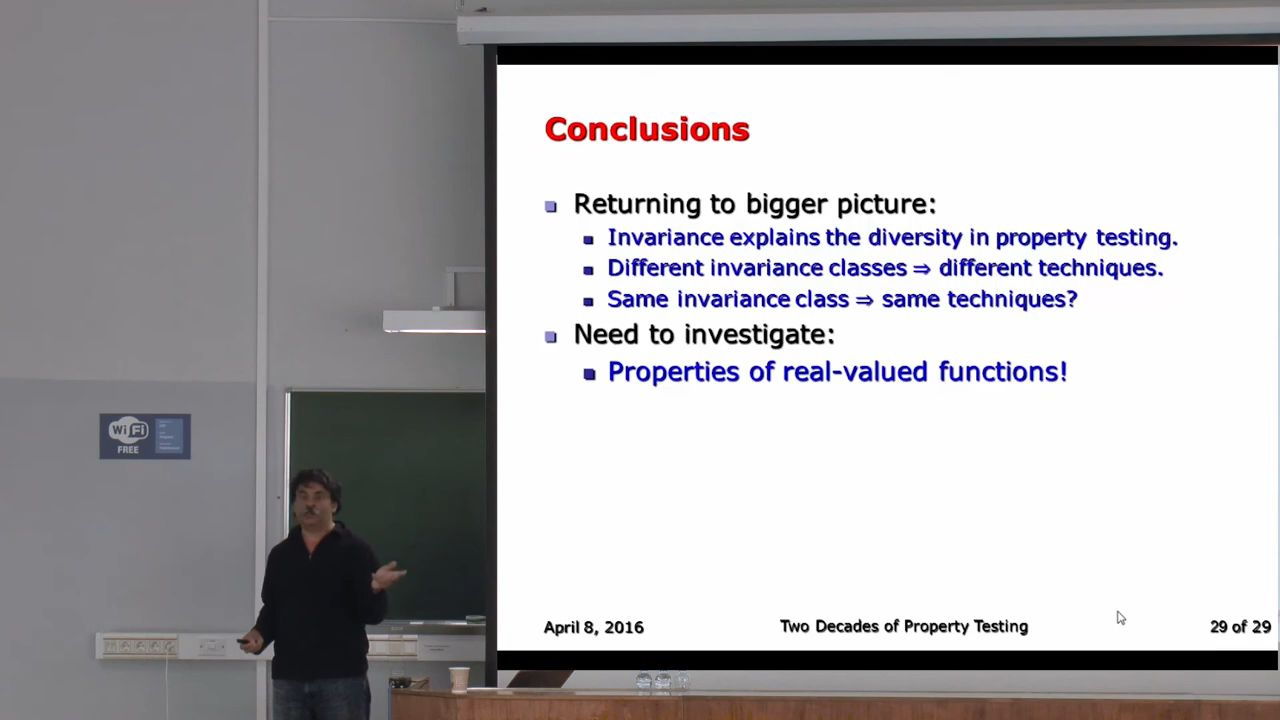 Conclusions
Returning to bigger picture:
Invariance explains the diversity in property testing.
Different invariance classes ⇒ different techniques.
Same invariance class ⇒ same techniques?
Need to investigate:
Properties of real-valued functions!
April 8, 2016
Two Decades of Property Testing
29 of 29
WiFi
FREE